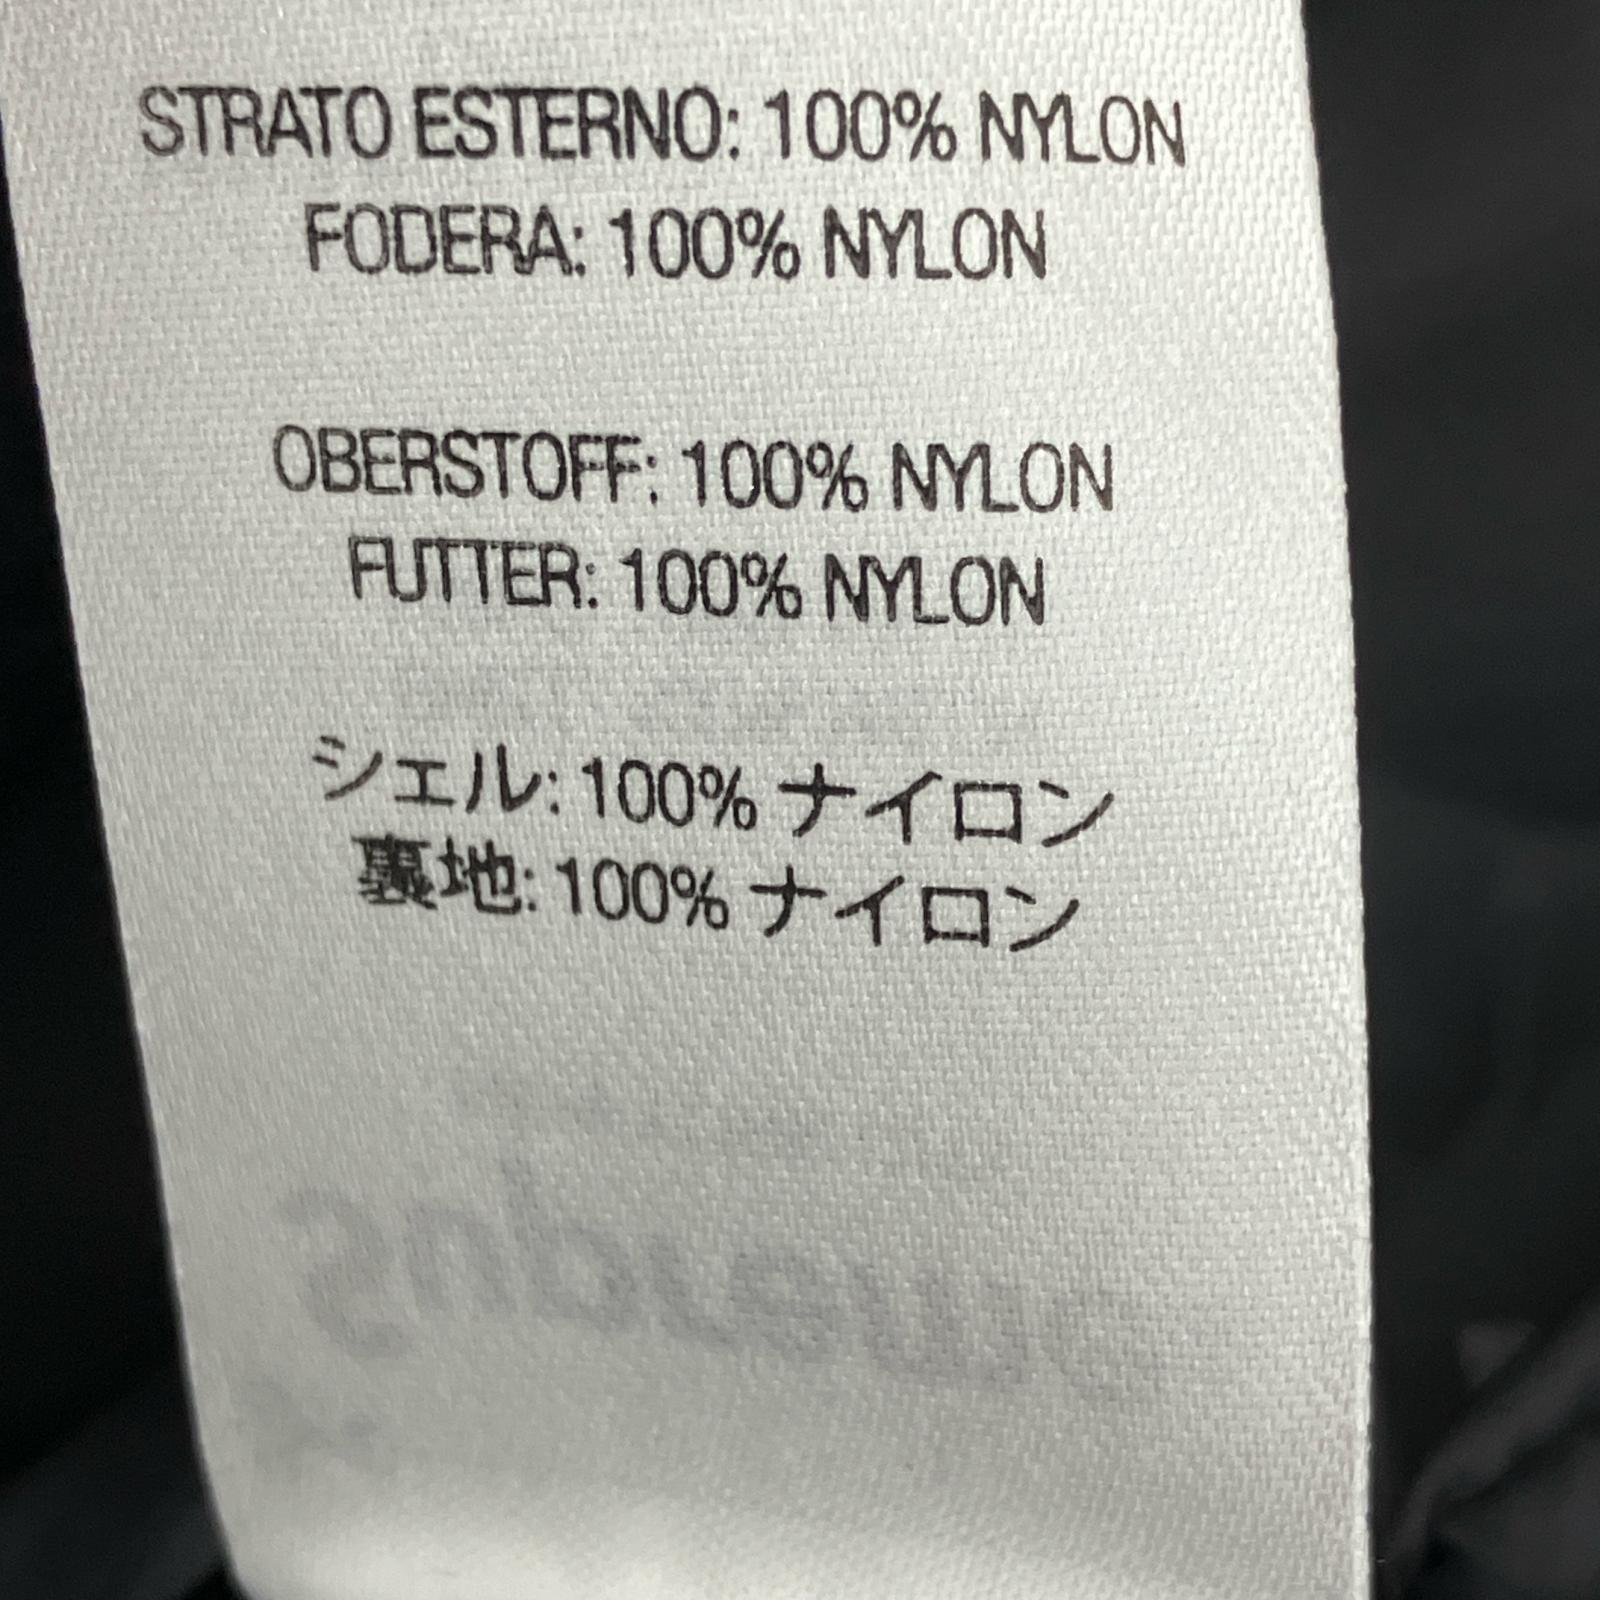 STRATO ESTERNO: 100% NYLON
FODERA: 100% NYLON
OBERSTOFF: 100% NYLON
FUTTER: 100% NYLON
シェル: 100% ナイロン
裏地: 100% ナイロン